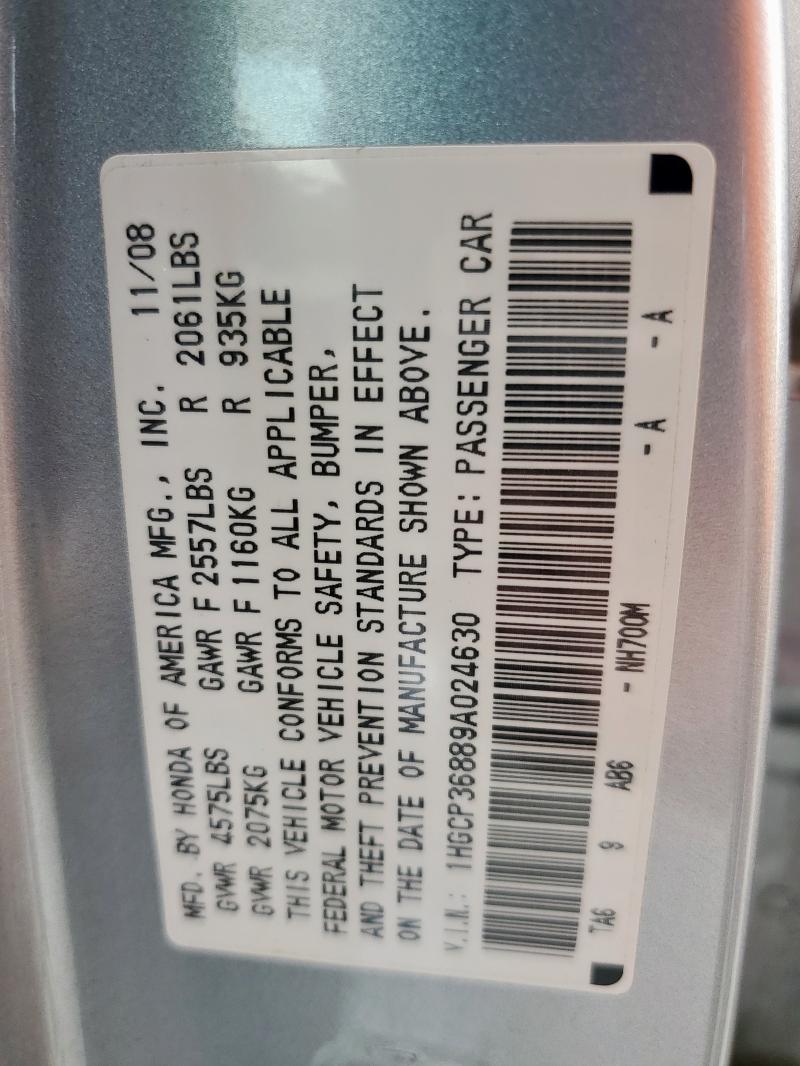 MFD. BY HONDA OF AMERICA MFG., INC. 11/08
GVWR 4575LBS GAWR F 2557LBS R 2061LBS
GVWR 2075KG GAWR F 1160KG R 935KG
THIS VEHICLE CONFORMS TO ALL APPLICABLE
FEDERAL MOTOR VEHICLE SAFETY, BUMPER,
AND THEFT PREVENTION STANDARDS IN EFFECT
ON THE DATE OF MANUFACTURE SHOWN ABOVE.
V.I.N.: 1HGCP36889A024630 TYPE: PASSENGER CAR
TA6 9 AB6 - NH700M - A - A